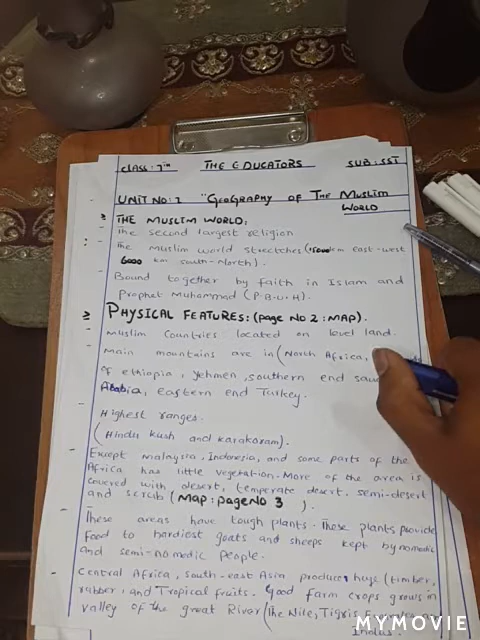 CLASS: 7th THE EDUCATORS SUB: SST
UNIT NO: 1 "GEOGRAPHY OF THE MUSLIM
WORLD
THE MUSLIM WORLD:
The second largest religion
The muslim world stretches (15000km east-west
6000 km south-North).
Bound together by faith in Islam and
Prophet Muhammad (P.B.U.H).
PHYSICAL FEATURES: (page No 2: MAP).
Muslim countries located on level land.
Main mountains are in (North Africa,
of ethiopia, Yehmen, southern end
Arabia, eastern end Turkey.
Highest ranges.
(Hindu kush and karakoram).
Except malaysia, Indonesia, and some parts of the
Africa has little vegetation. More of the area is
covered with desert, temperate desert, semi-desert
and scrub (Map: page No 3 ).
These areas have tough plants. These plants provide
food to hardiest goats and sheeps kept by nomadic
and semi-nomedic people.
Central Africa, south-east Asia produce huge (timber,
rubber, and Tropical fruits. Good farm crops grows in
valley of the great River (The Nile, Tigris
Indus.
MYMOVIE